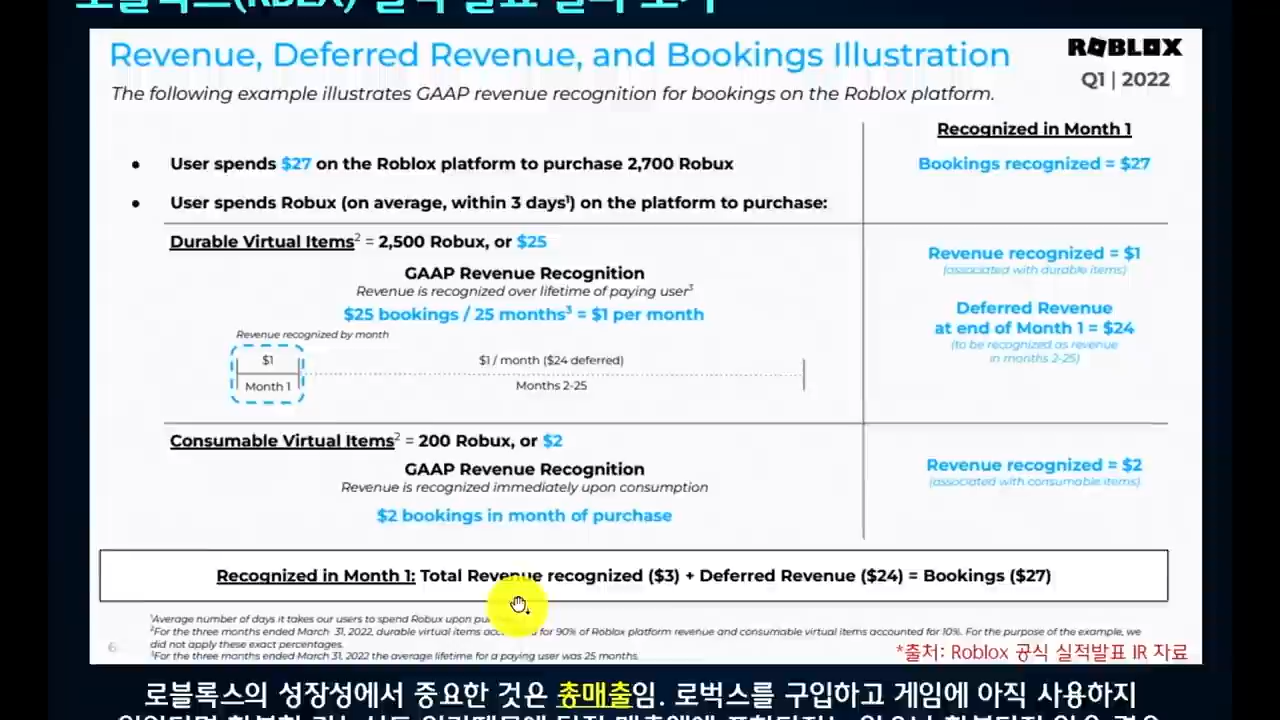 로블록스(RBLX) 실적 발표 결과 보기
Revenue, Deferred Revenue, and Bookings Illustration
ROBLOX
Q1 | 2022
The following example illustrates GAAP revenue recognition for bookings on the Roblox platform.
Recognized in Month 1
• User spends $27 on the Roblox platform to purchase 2,700 Robux
Bookings recognized = $27
• User spends Robux (on average, within 3 days¹) on the platform to purchase:
Durable Virtual Items² = 2,500 Robux, or $25
GAAP Revenue Recognition
Revenue is recognized over lifetime of paying user³
$25 bookings / 25 months³ = $1 per month
Revenue recognized by month
$1
$1 / month ($24 deferred)
Month 1
Months 2-25
Revenue recognized = $1
(associated with durable items)
Deferred Revenue
at end of Month 1 = $24
(to be recognized as revenue
in months 2-25)
Consumable Virtual Items² = 200 Robux, or $2
GAAP Revenue Recognition
Revenue is recognized immediately upon consumption
$2 bookings in month of purchase
Revenue recognized = $2
(associated with consumable items)
Recognized in Month 1: Total Revenue recognized ($3) + Deferred Revenue ($24) = Bookings ($27)
¹Average number of days it takes our users to spend Robux upon
²For the three months ended March 31, 2022, durable virtual items for 90% of Roblox platform revenue and consumable virtual items accounted for 10%. For the purpose of the example, we
did not apply these exact percentages.
³For the three months ended March 31, 2022 the average lifetime for a paying user was 25 months.
6
*출처: Roblox 공식 실적발표 IR 자료
로블록스의 성장성에서 중요한 것은 총매출임. 로벅스를 구입하고 게임에 아직 사용하지